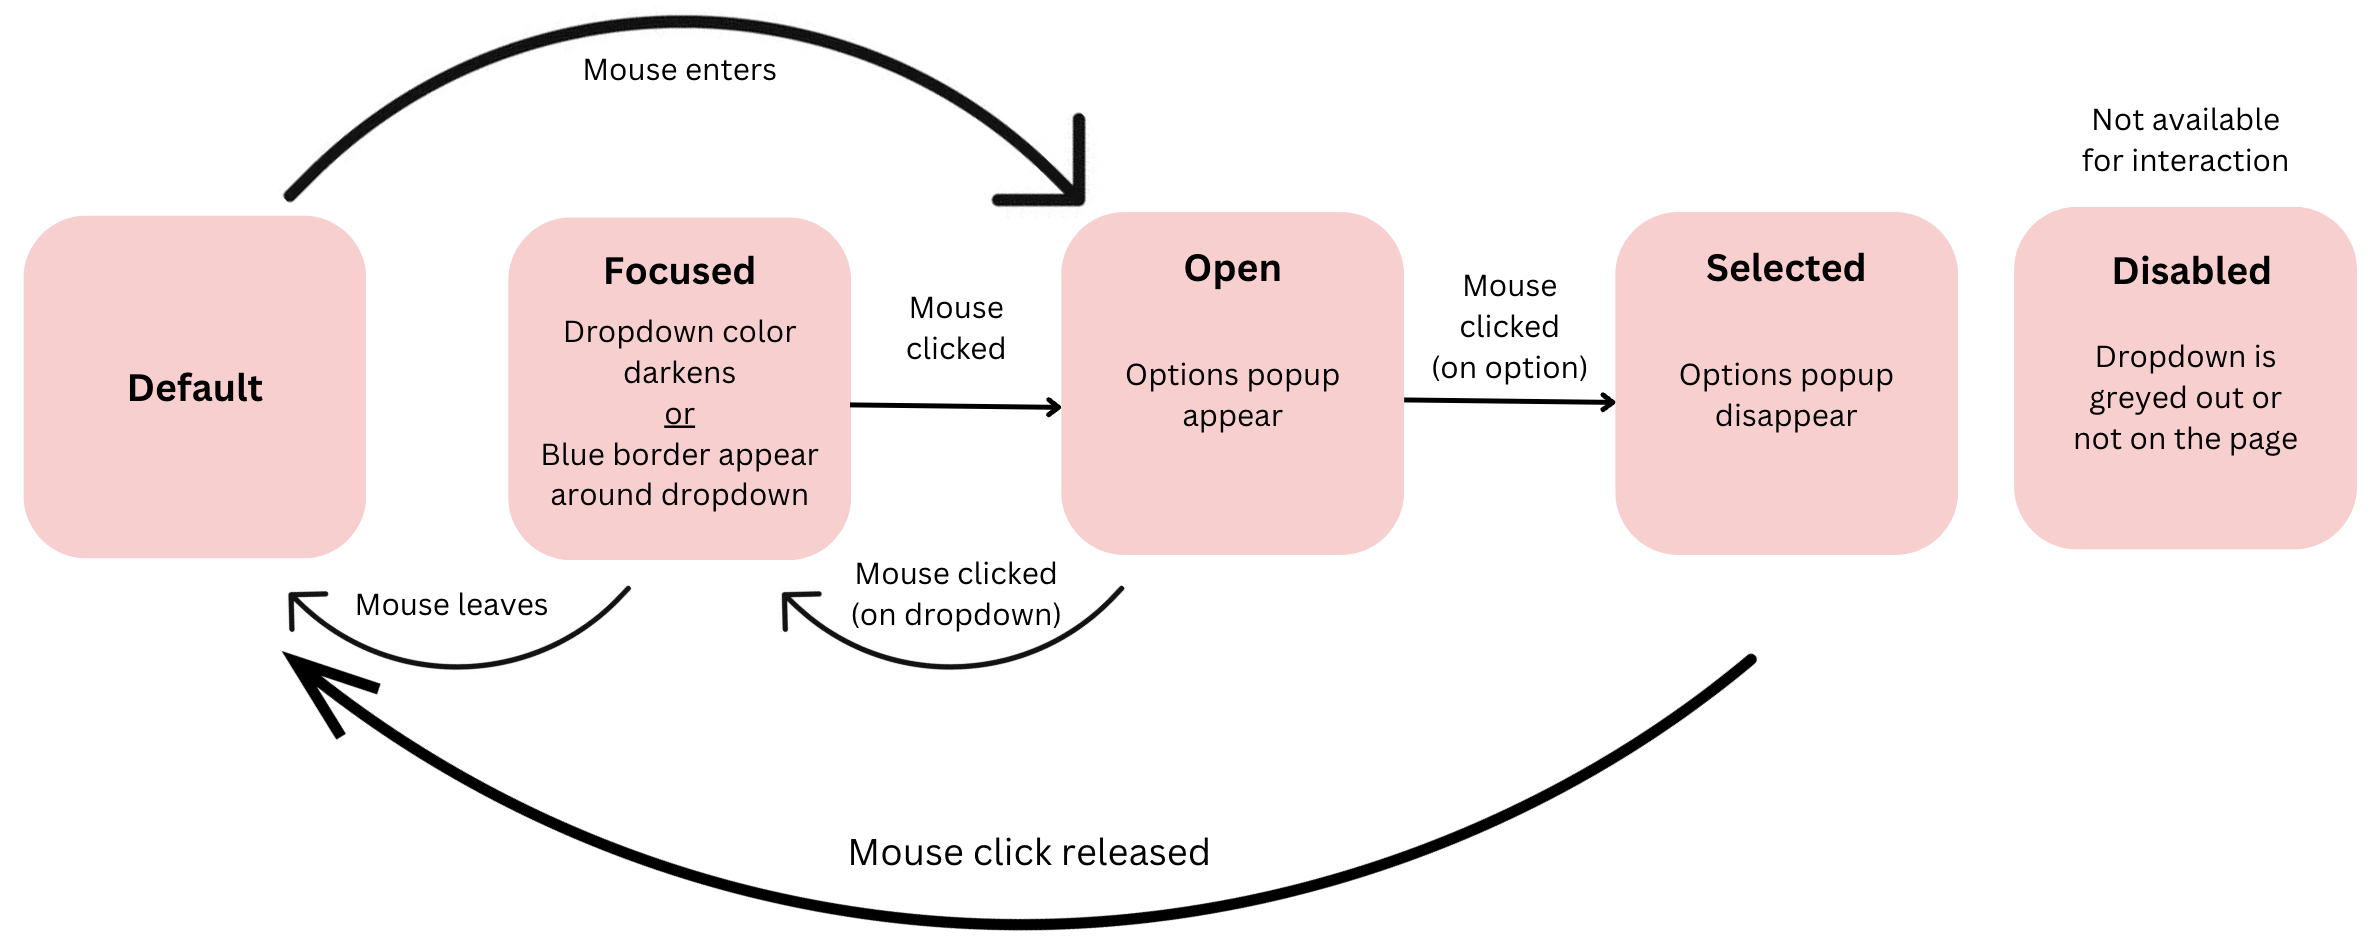 Mouse enters
Default
Focused
Dropdown color
darkens
or
Blue border appear
around dropdown
Mouse
clicked
Open
Options popup
appear
Mouse
clicked
(on option)
Selected
Options popup
disappear
Not available
for interaction
Disabled
Dropdown is
greyed out or
not on the page
Mouse leaves
Mouse clicked
(on dropdown)
Mouse click released